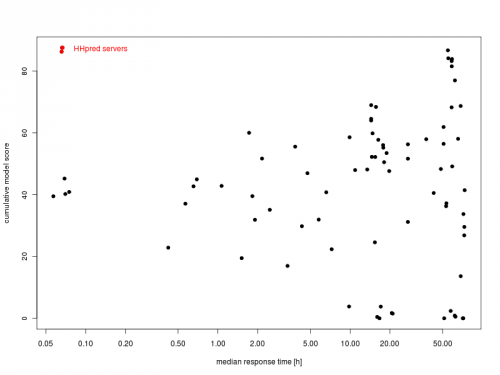 HHpred servers
cumulative model score
80
60
40
20
0
0.05 0.10 0.20 0.50 1.00 2.00 5.00 10.00 20.00 50.00
median response time [h]